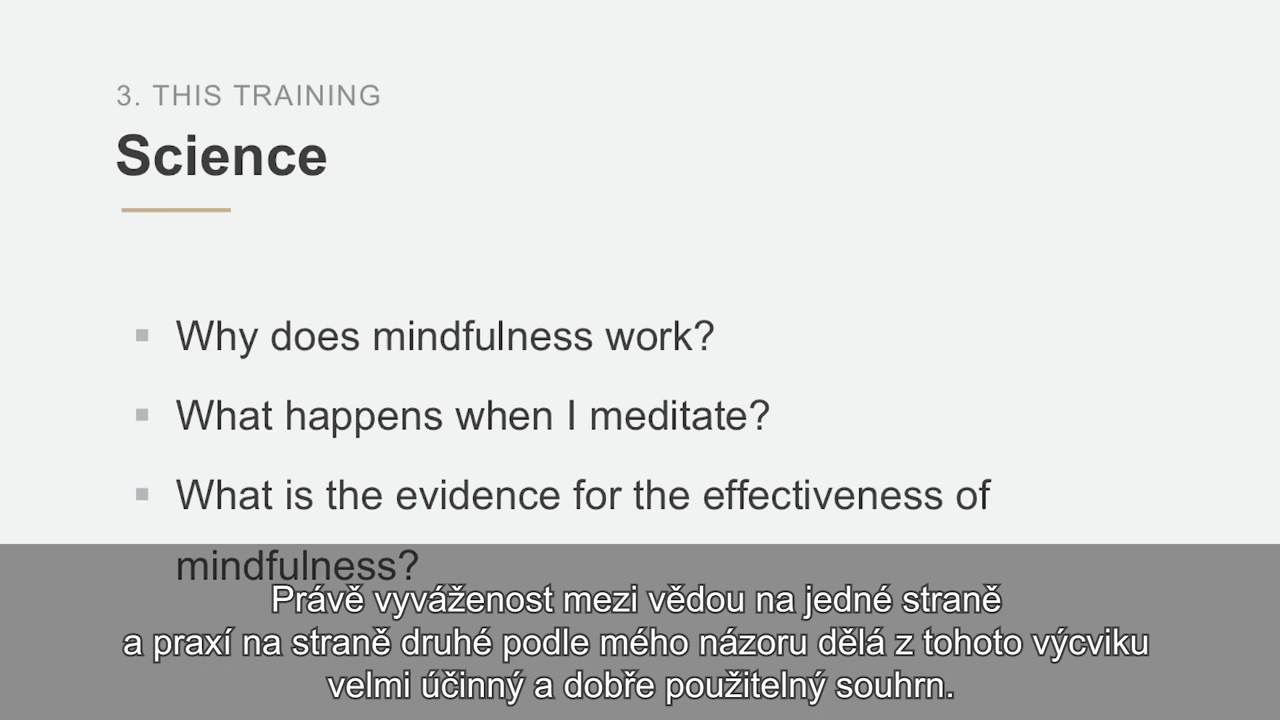 3. THIS TRAINING
Science
Why does mindfulness work?
What happens when I meditate?
What is the evidence for the effectiveness of
mindfulness?
Právě vyváženost mezi vědou na jedné straně
a praxí na straně druhé podle mého názoru dělá z tohoto výcviku
velmi účinný a dobře použitelný souhrn.